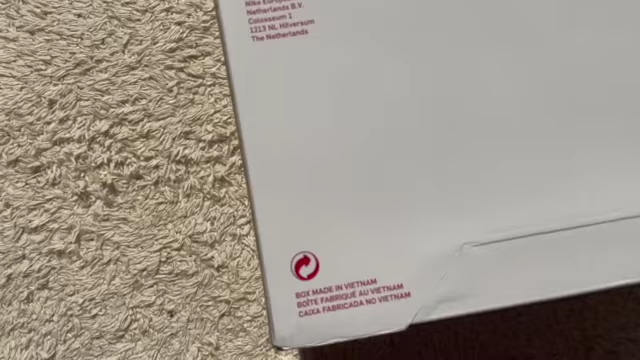 Nike
Netherlands B.V.
Colosseum 1
1213 NL Hilversum
The Netherlands
BOX MADE IN VIETNAM
BOÎTE FABRIQUÉ AU VIETNAM
CAIXA FABRICADA NO VIETNAM